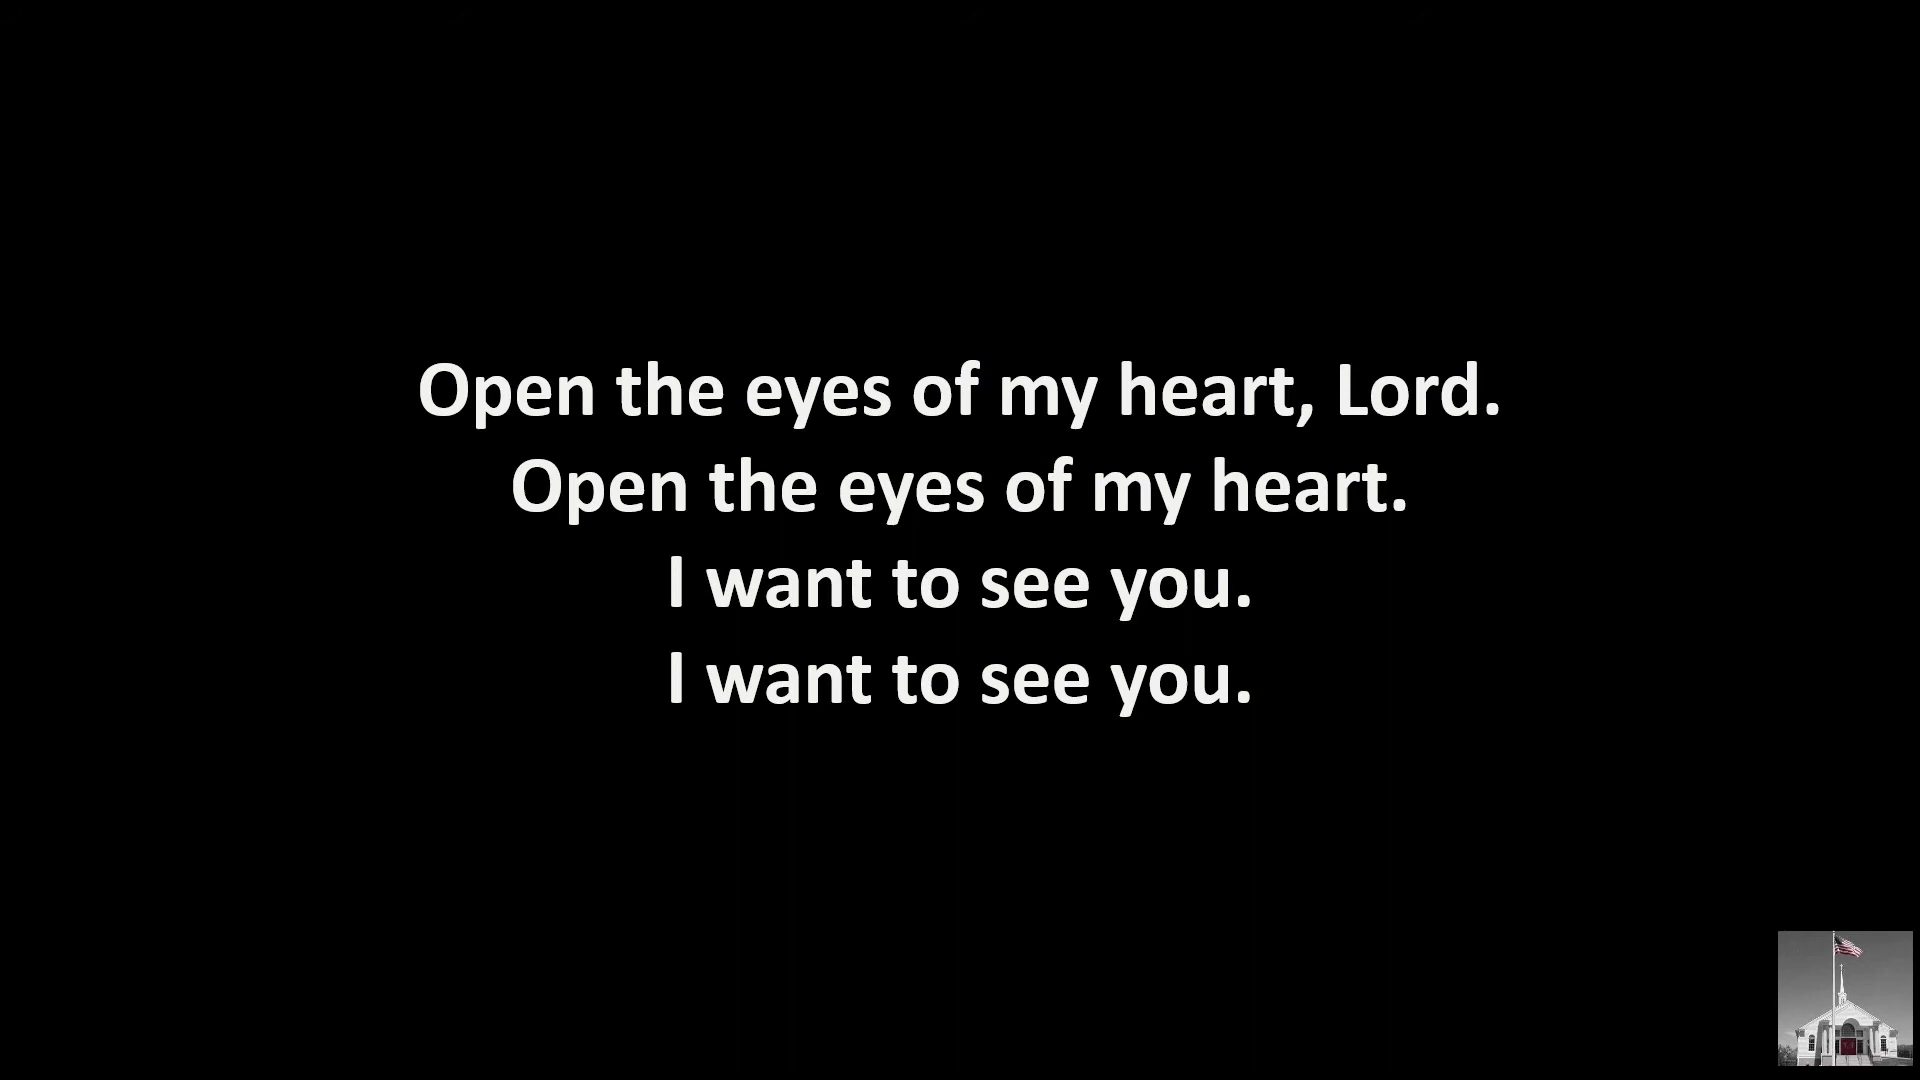 Open the eyes of my heart, Lord.
Open the eyes of my heart.
I want to see you.
I want to see you.